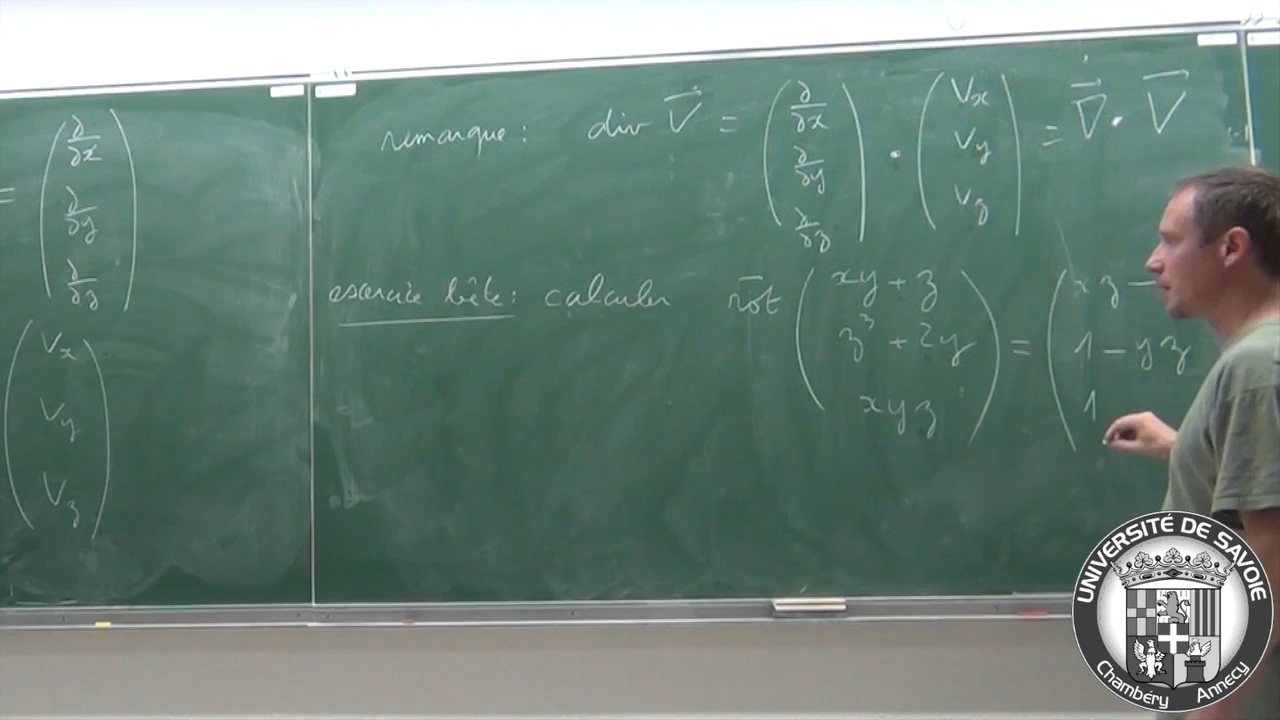 = ( ∂/∂x
∂/∂y
∂/∂z )
( Vx
Vy
Vz )
remarque : div V⃗ = ( ∂/∂x ∂/∂y ∂/∂z ) · ( Vx Vy Vz ) = ∇⃗ · V⃗
exercice bête : calculer rot ( xy + z
z³ + 2y
xyz ) = ( xz −
1 − yz
1
UNIVERSITÉ DE SAVOIE
Chambéry Annecy